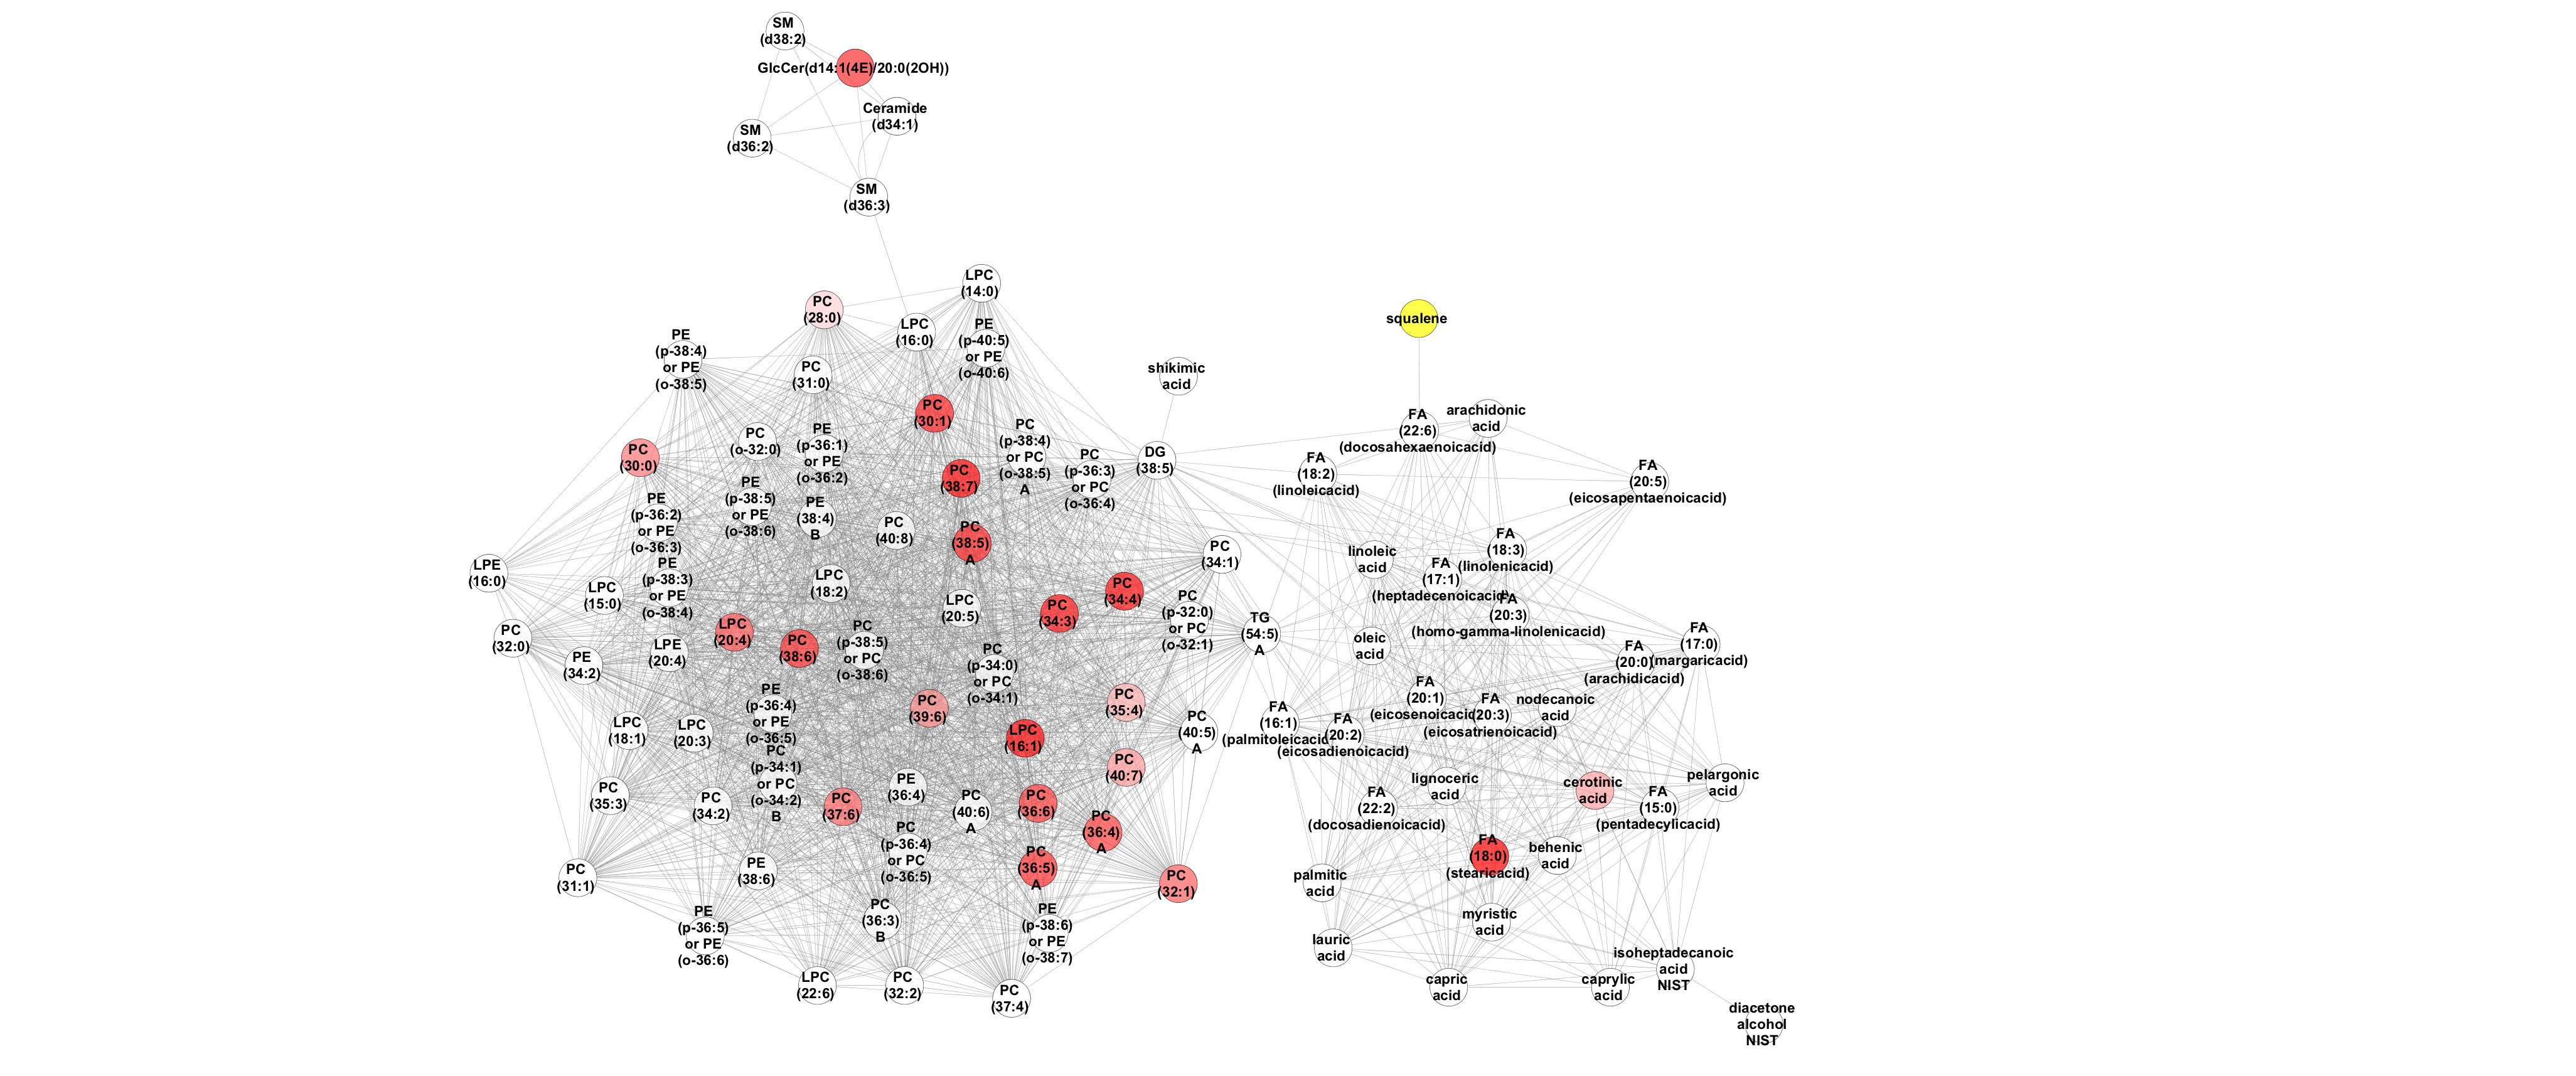 SM
(d38:2)
GlcCer(d14:1(4E)/20:0(2OH))
Ceramide
(d34:1)
SM
(d36:2)
SM
(d36:3)
LPC
(14:0)
PC
(28:0)
LPC
(16:0)
PE
(p-40:5)
or PE
(o-40:6)
PE
(p-38:4)
or PE
(o-38:5)
PC
(31:0)
shikimic
acid
squalene
PC
(30:1)
FA
(22:6)
(docosahexaenoicacid)
arachidonic
acid
PC
(o-32:0)
PE
(p-36:1)
or PE
(o-36:2)
PC
(p-38:4)
or PC
(o-38:5)
A
PC
(30:0)
PC
(38:7)
PC
(p-36:3)
or PC
(o-36:4)
DG
(38:5)
FA
(18:2)
(linoleicacid)
FA
(20:5)
(eicosapentaenoicacid)
PE
(p-36:2)
or PE
(o-36:3)
PE
(p-38:5)
or PE
(o-38:6)
PE
(38:4)
B
PC
(40:8)
PC
(38:5)
A
PC
(34:1)
linoleic
acid
FA
(18:3)
(linolenicacid)
FA
(17:1)
(heptadecenoicacid)
LPE
(16:0)
LPC
(15:0)
PE
(p-38:3)
or PE
(o-38:4)
LPC
(18:2)
LPC
(20:5)
PC
(34:3)
PC
(34:4)
PC
(p-32:0)
or PC
(o-32:1)
FA
(20:3)
(homo-gamma-linolenicacid)
PC
(32:0)
LPC
(20:4)
PC
(38:6)
PC
(p-38:5)
or PC
(o-38:6)
TG
(54:5)
A
oleic
acid
FA
(17:0)
(margaricacid)
FA
(20:0)
(arachidicacid)
PE
(34:2)
LPE
(20:4)
PC
(p-34:0)
or PC
(o-34:1)
PE
(p-36:4)
or PE
(o-36:5)
PC
(39:6)
PC
(35:4)
FA
(20:1)
(eicosenoicacid)
FA
(20:3)
(eicosatrienoicacid)
nodecanoic
acid
FA
(16:1)
(palmitoleicacid)
FA
(20:2)
(eicosadienoicacid)
LPC
(18:1)
LPC
(20:3)
LPC
(16:1)
PC
(40:5)
A
PC
(p-34:1)
or PC
(o-34:2)
B
PC
(40:7)
PC
(35:3)
PC
(34:2)
PC
(37:6)
PE
(36:4)
PC
(40:6)
A
PC
(36:6)
lignoceric
acid
cerotinic
acid
pelargonic
acid
FA
(22:2)
(docosadienoicacid)
FA
(15:0)
(pentadecylicacid)
PC
(36:4)
A
PC
(p-36:4)
or PC
(o-36:5)
PC
(31:1)
PE
(38:6)
PC
(36:5)
A
PC
(32:1)
FA
(18:0)
(stearicacid)
behenic
acid
palmitic
acid
PE
(p-36:5)
or PE
(o-36:6)
PC
(36:3)
B
PE
(p-38:6)
or PE
(o-38:7)
myristic
acid
lauric
acid
LPC
(22:6)
PC
(32:2)
PC
(37:4)
capric
acid
caprylic
acid
isoheptadecanoic
acid
NIST
diacetone
alcohol
NIST